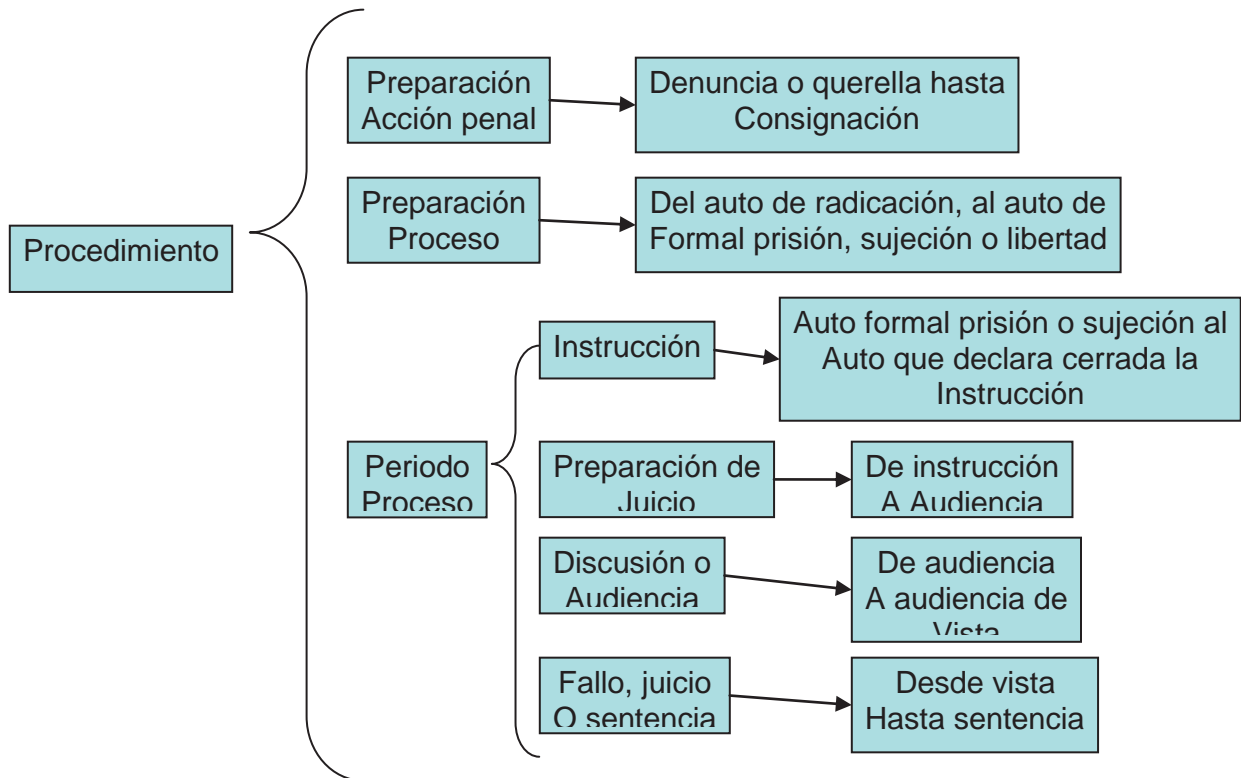 Preparación
Acción penal
Denuncia o querella hasta
Consignación
Procedimiento
Preparación
Proceso
Del auto de radicación, al auto de
Formal prisión, sujeción o libertad
Periodo
Proceso
Instrucción
Auto formal prisión o sujeción al
Auto que declara cerrada la
Instrucción
Preparación de
Juicio
De instrucción
A Audiencia
Discusión o
Audiencia
De audiencia
A audiencia de
Vista
Fallo, juicio
O sentencia
Desde vista
Hasta sentencia